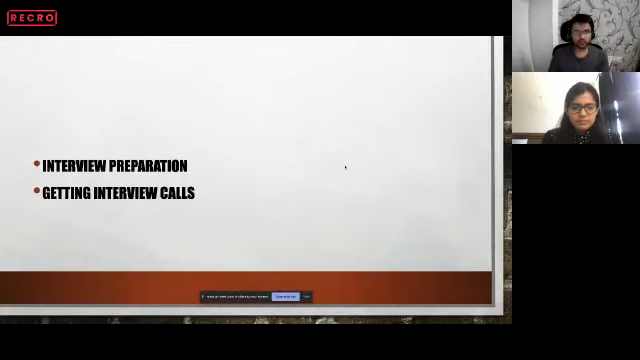 RECRO
INTERVIEW PREPARATION
GETTING INTERVIEW CALLS